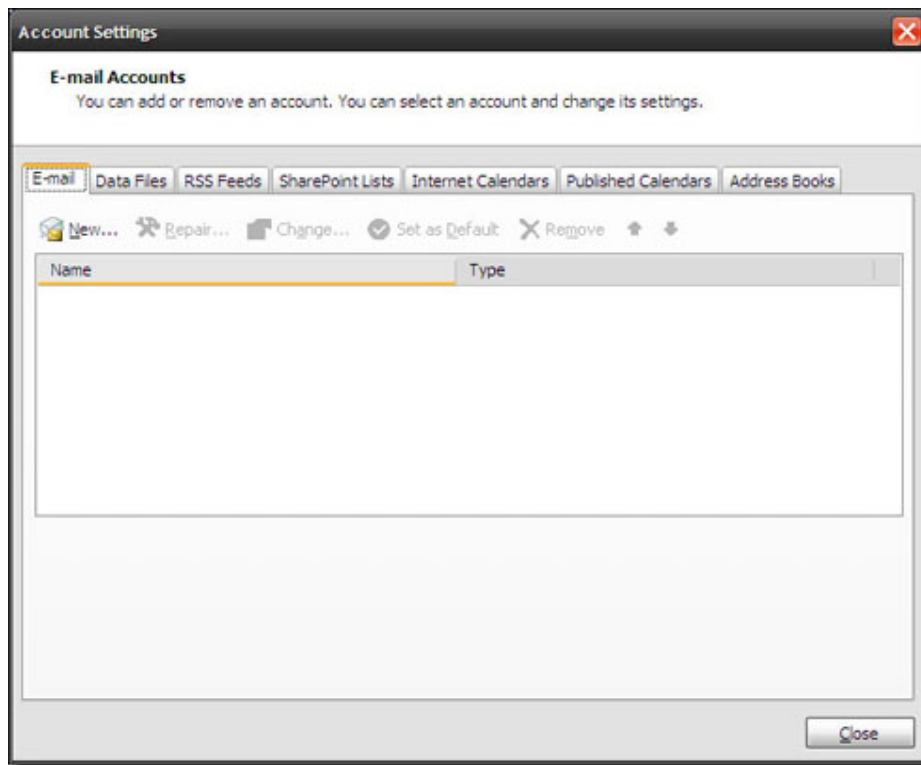 Account Settings
E-mail Accounts
You can add or remove an account. You can select an account and change its settings.
E-mail Data Files RSS Feeds SharePoint Lists Internet Calendars Published Calendars Address Books
New... Repair... Change... Set as Default Remove
Name Type
Close